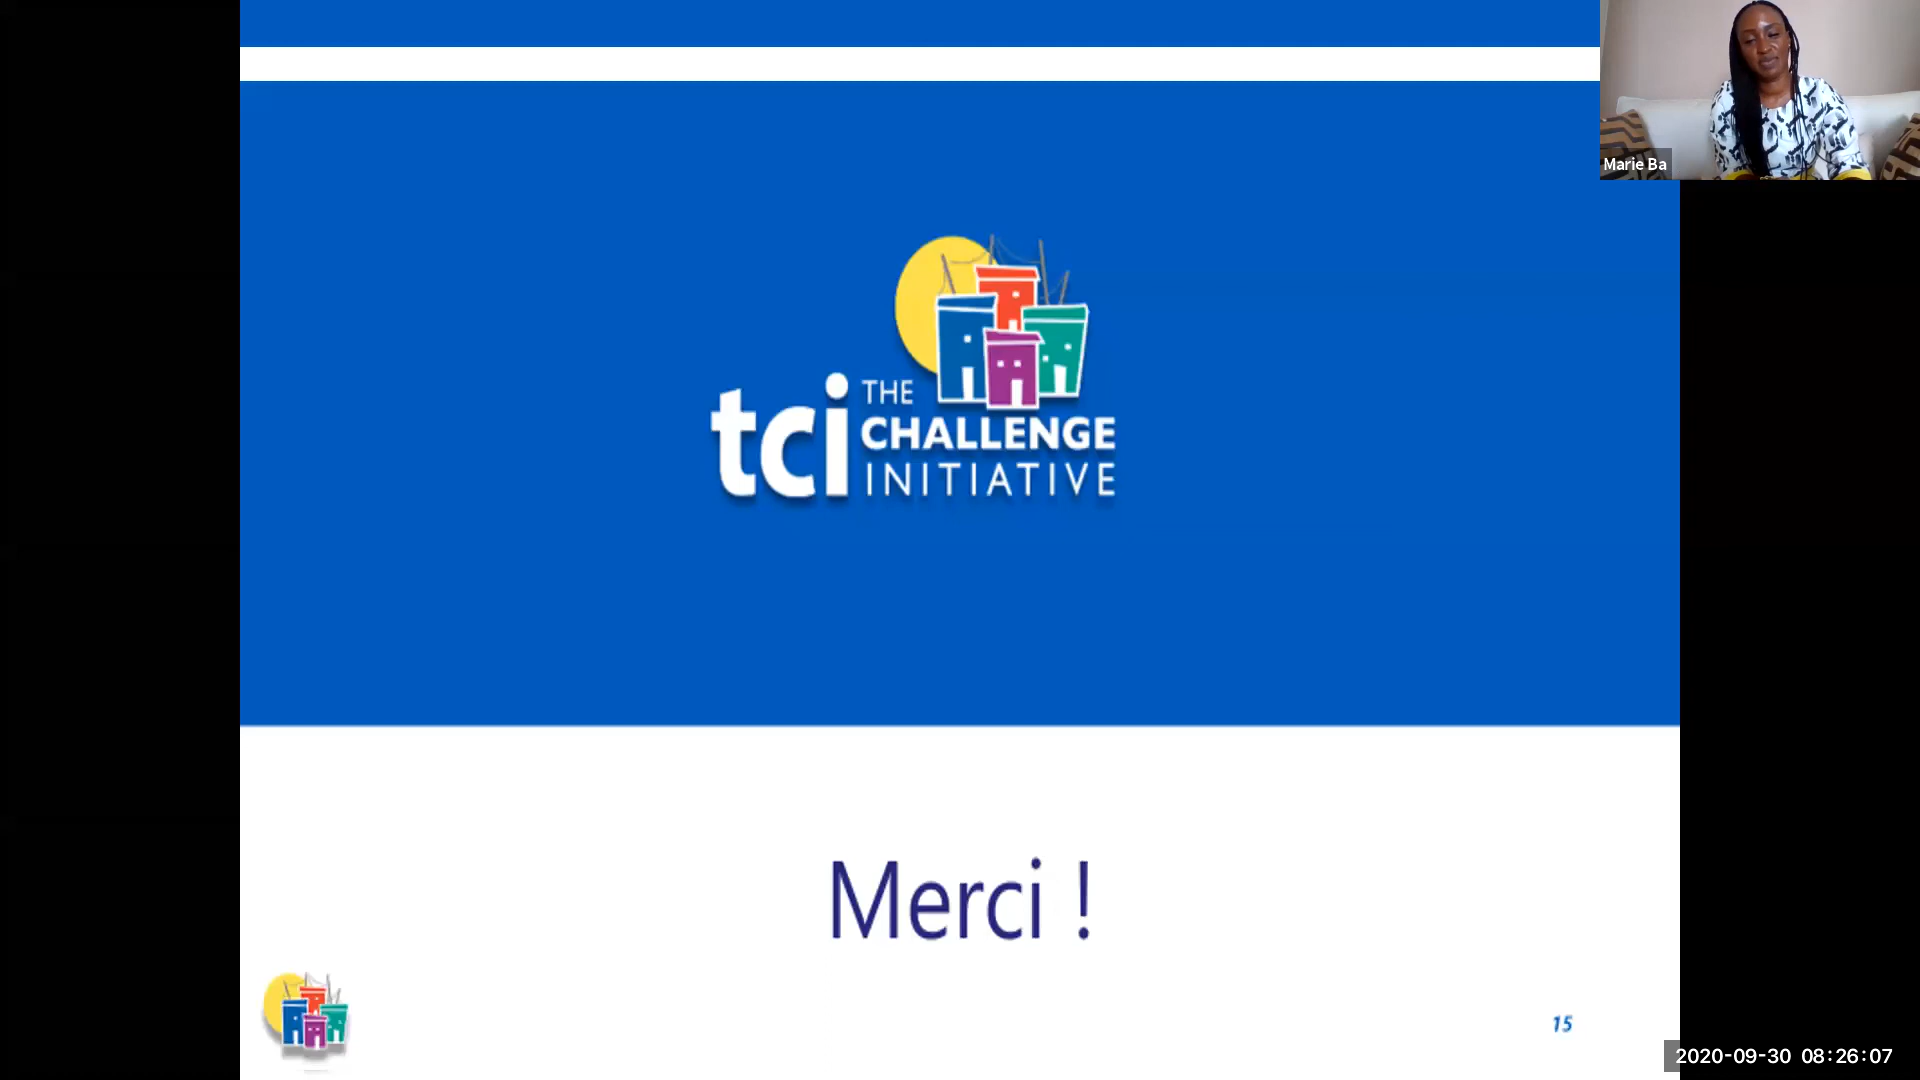 Marie Ba
tci THE
CHALLENGE
INITIATIVE
Merci !
15
2020-09-30 08:26:07